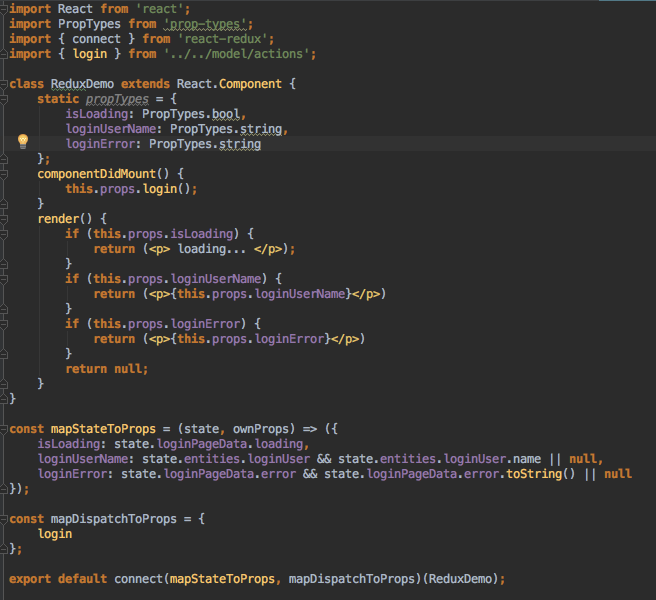 import React from 'react';
import PropTypes from 'prop-types';
import { connect } from 'react-redux';
import { login } from '../../model/actions';

class ReduxDemo extends React.Component {
    static propTypes = {
        isLoading: PropTypes.bool,
        loginUserName: PropTypes.string,
        loginError: PropTypes.string
    };
    componentDidMount() {
        this.props.login();
    }
    render() {
        if (this.props.isLoading) {
            return (<p> loading... </p>);
        }
        if (this.props.loginUserName) {
            return (<p>{this.props.loginUserName}</p>)
        }
        if (this.props.loginError) {
            return (<p>{this.props.loginError}</p>)
        }
        return null;
    }
}

const mapStateToProps = (state, ownProps) => ({
    isLoading: state.loginPageData.loading,
    loginUserName: state.entities.loginUser && state.entities.loginUser.name || null,
    loginError: state.loginPageData.error && state.loginPageData.error.toString() || null
});

const mapDispatchToProps = {
    login
};

export default connect(mapStateToProps, mapDispatchToProps)(ReduxDemo);